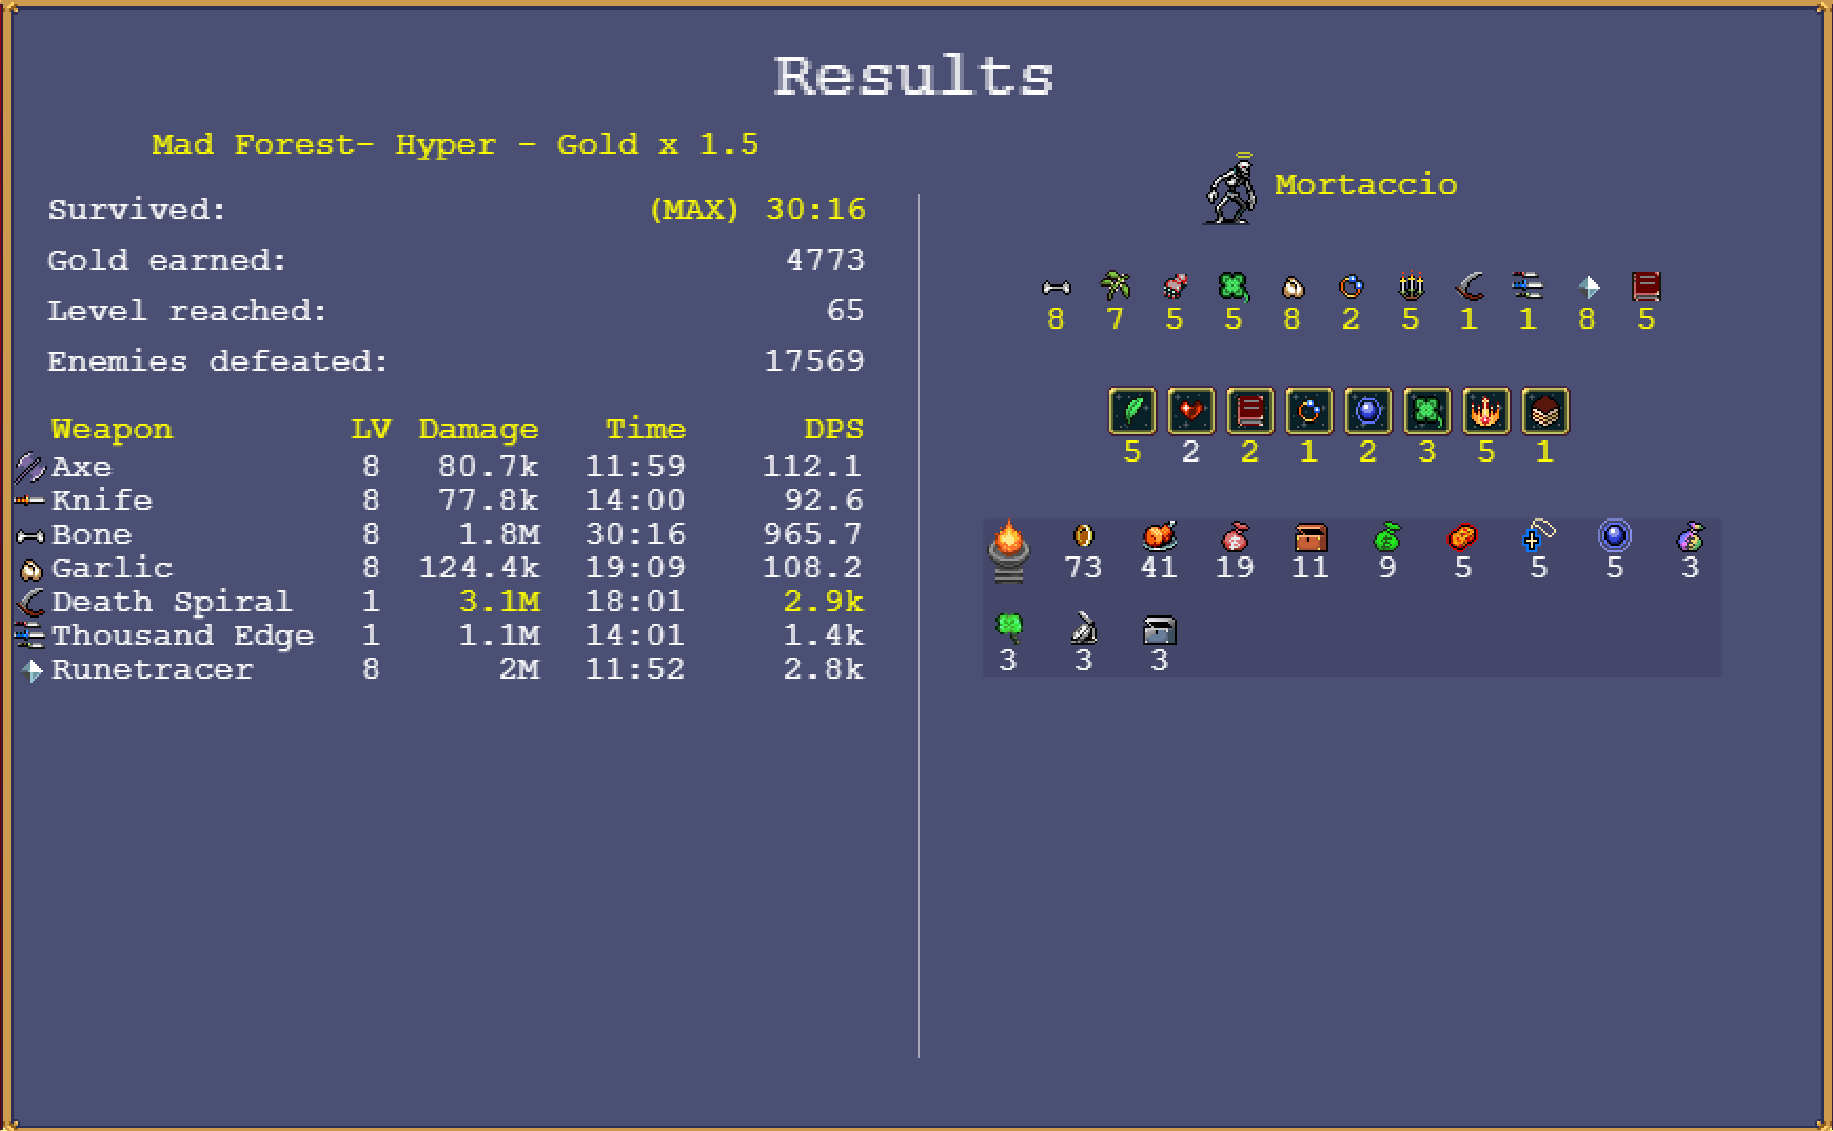 Results
Mad Forest- Hyper - Gold x 1.5
Survived: (MAX) 30:16
Gold earned: 4773
Level reached: 65
Enemies defeated: 17569
Weapon LV Damage Time DPS
Axe 8 80.7k 11:59 112.1
Knife 8 77.8k 14:00 92.6
Bone 8 1.8M 30:16 965.7
Garlic 8 124.4k 19:09 108.2
Death Spiral 1 3.1M 18:01 2.9k
Thousand Edge 1 1.1M 14:01 1.4k
Runetracer 8 2M 11:52 2.8k
Mortaccio
8 7 5 5 8 2 5 1 1 8 5
5 2 2 1 2 3 5 1
73 41 19 11 9 5 5 5 3
3 3 3